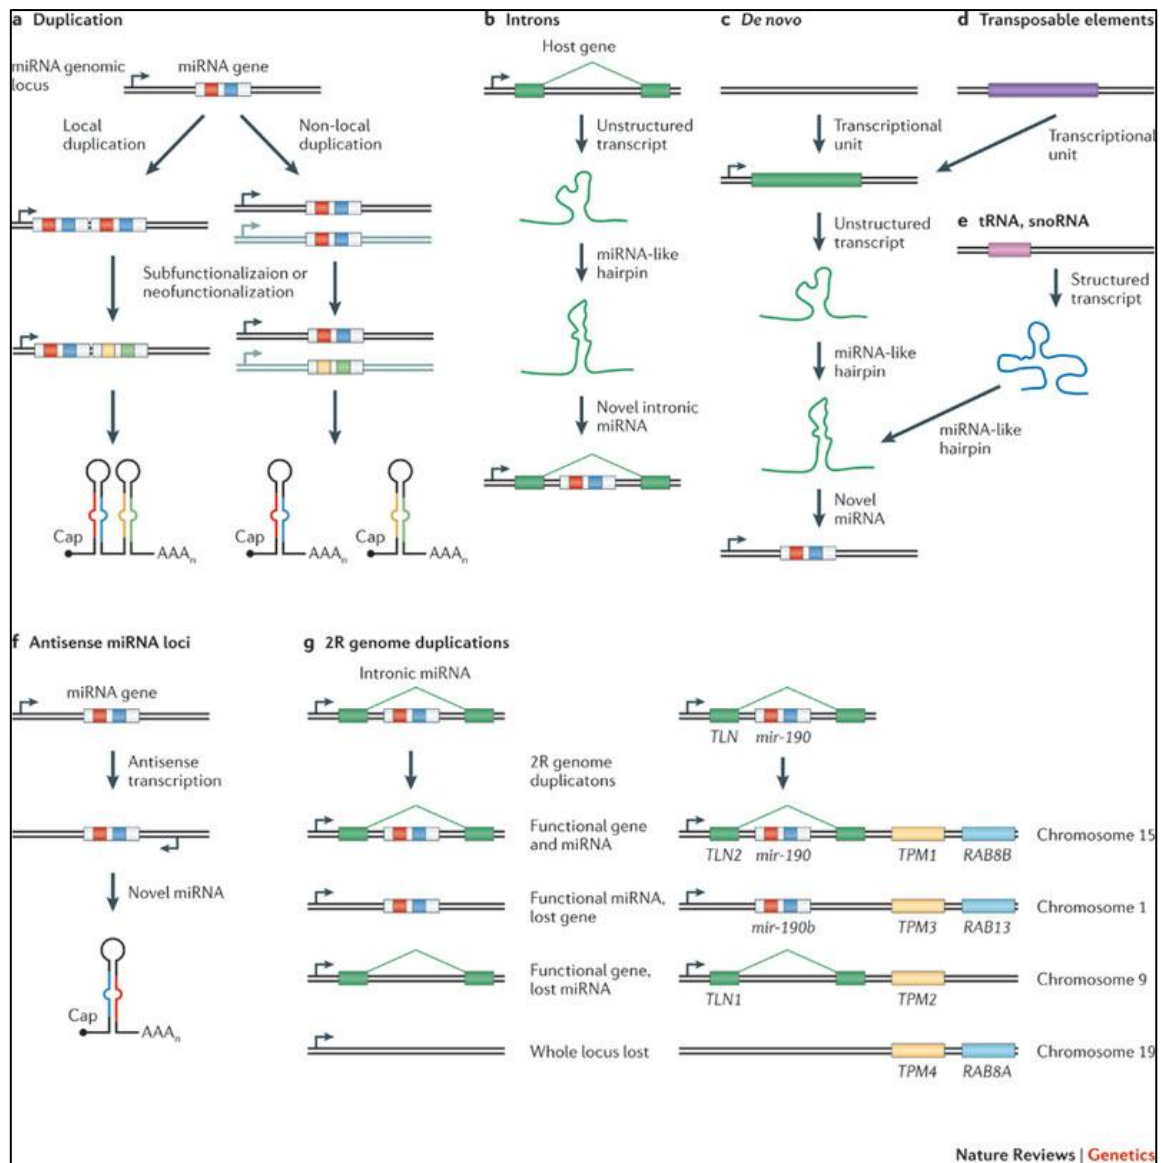 a Duplication
miRNA genomic
locus
miRNA gene
Local
duplication
Non-local
duplication
Subfunctionalizaion or
neofunctionalization
Cap
AAAn
Cap
AAAn
Cap
AAAn
b Introns
Host gene
Unstructured
transcript
miRNA-like
hairpin
Novel intronic
miRNA
c De novo
Transcriptional
unit
Unstructured
transcript
miRNA-like
hairpin
Novel
miRNA
d Transposable elements
Transcriptional
unit
e tRNA, snoRNA
Structured
transcript
miRNA-like
hairpin
f Antisense miRNA loci
miRNA gene
Antisense
transcription
Novel miRNA
Cap
AAAn
g 2R genome duplications
Intronic miRNA
TLN mir-190
2R genome
duplicatons
Functional gene
and miRNA
TLN2 mir-190 TPM1 RAB8B
Chromosome 15
Functional miRNA,
lost gene
mir-190b TPM3 RAB13
Chromosome 1
Functional gene,
lost miRNA
TLN1 TPM2
Chromosome 9
Whole locus lost
TPM4 RAB8A
Chromosome 19
Nature Reviews | Genetics